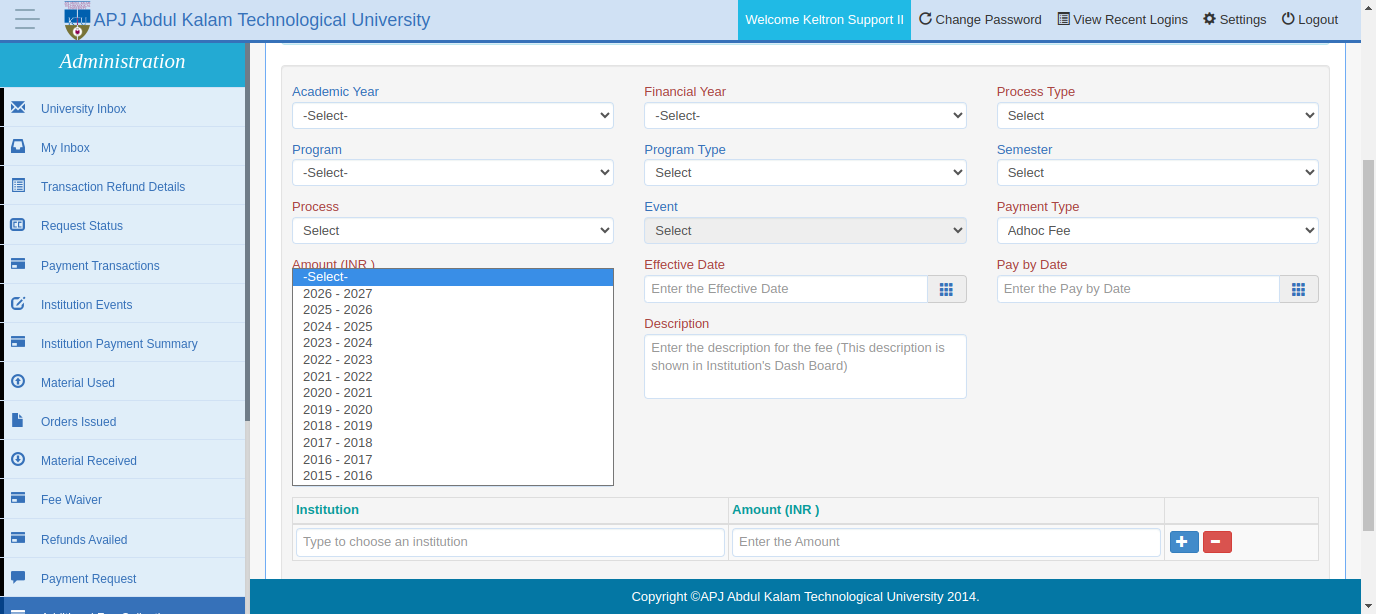 APJ Abdul Kalam Technological University
Welcome Keltron Support II
Change Password
View Recent Logins
Settings
Logout
Administration
University Inbox
My Inbox
Transaction Refund Details
Request Status
Payment Transactions
Institution Events
Institution Payment Summary
Material Used
Orders Issued
Material Received
Fee Waiver
Refunds Availed
Payment Request
Academic Year
-Select-
Financial Year
-Select-
Process Type
Select
Program
-Select-
Program Type
Select
Semester
Select
Process
Select
Event
Select
Payment Type
Adhoc Fee
Amount (INR )
-Select-
2026 - 2027
2025 - 2026
2024 - 2025
2023 - 2024
2022 - 2023
2021 - 2022
2020 - 2021
2019 - 2020
2018 - 2019
2017 - 2018
2016 - 2017
2015 - 2016
Effective Date
Enter the Effective Date
Pay by Date
Enter the Pay by Date
Description
Enter the description for the fee (This description is
shown in Institution's Dash Board)
Institution
Amount (INR )
Type to choose an institution
Enter the Amount
Copyright ©APJ Abdul Kalam Technological University 2014.